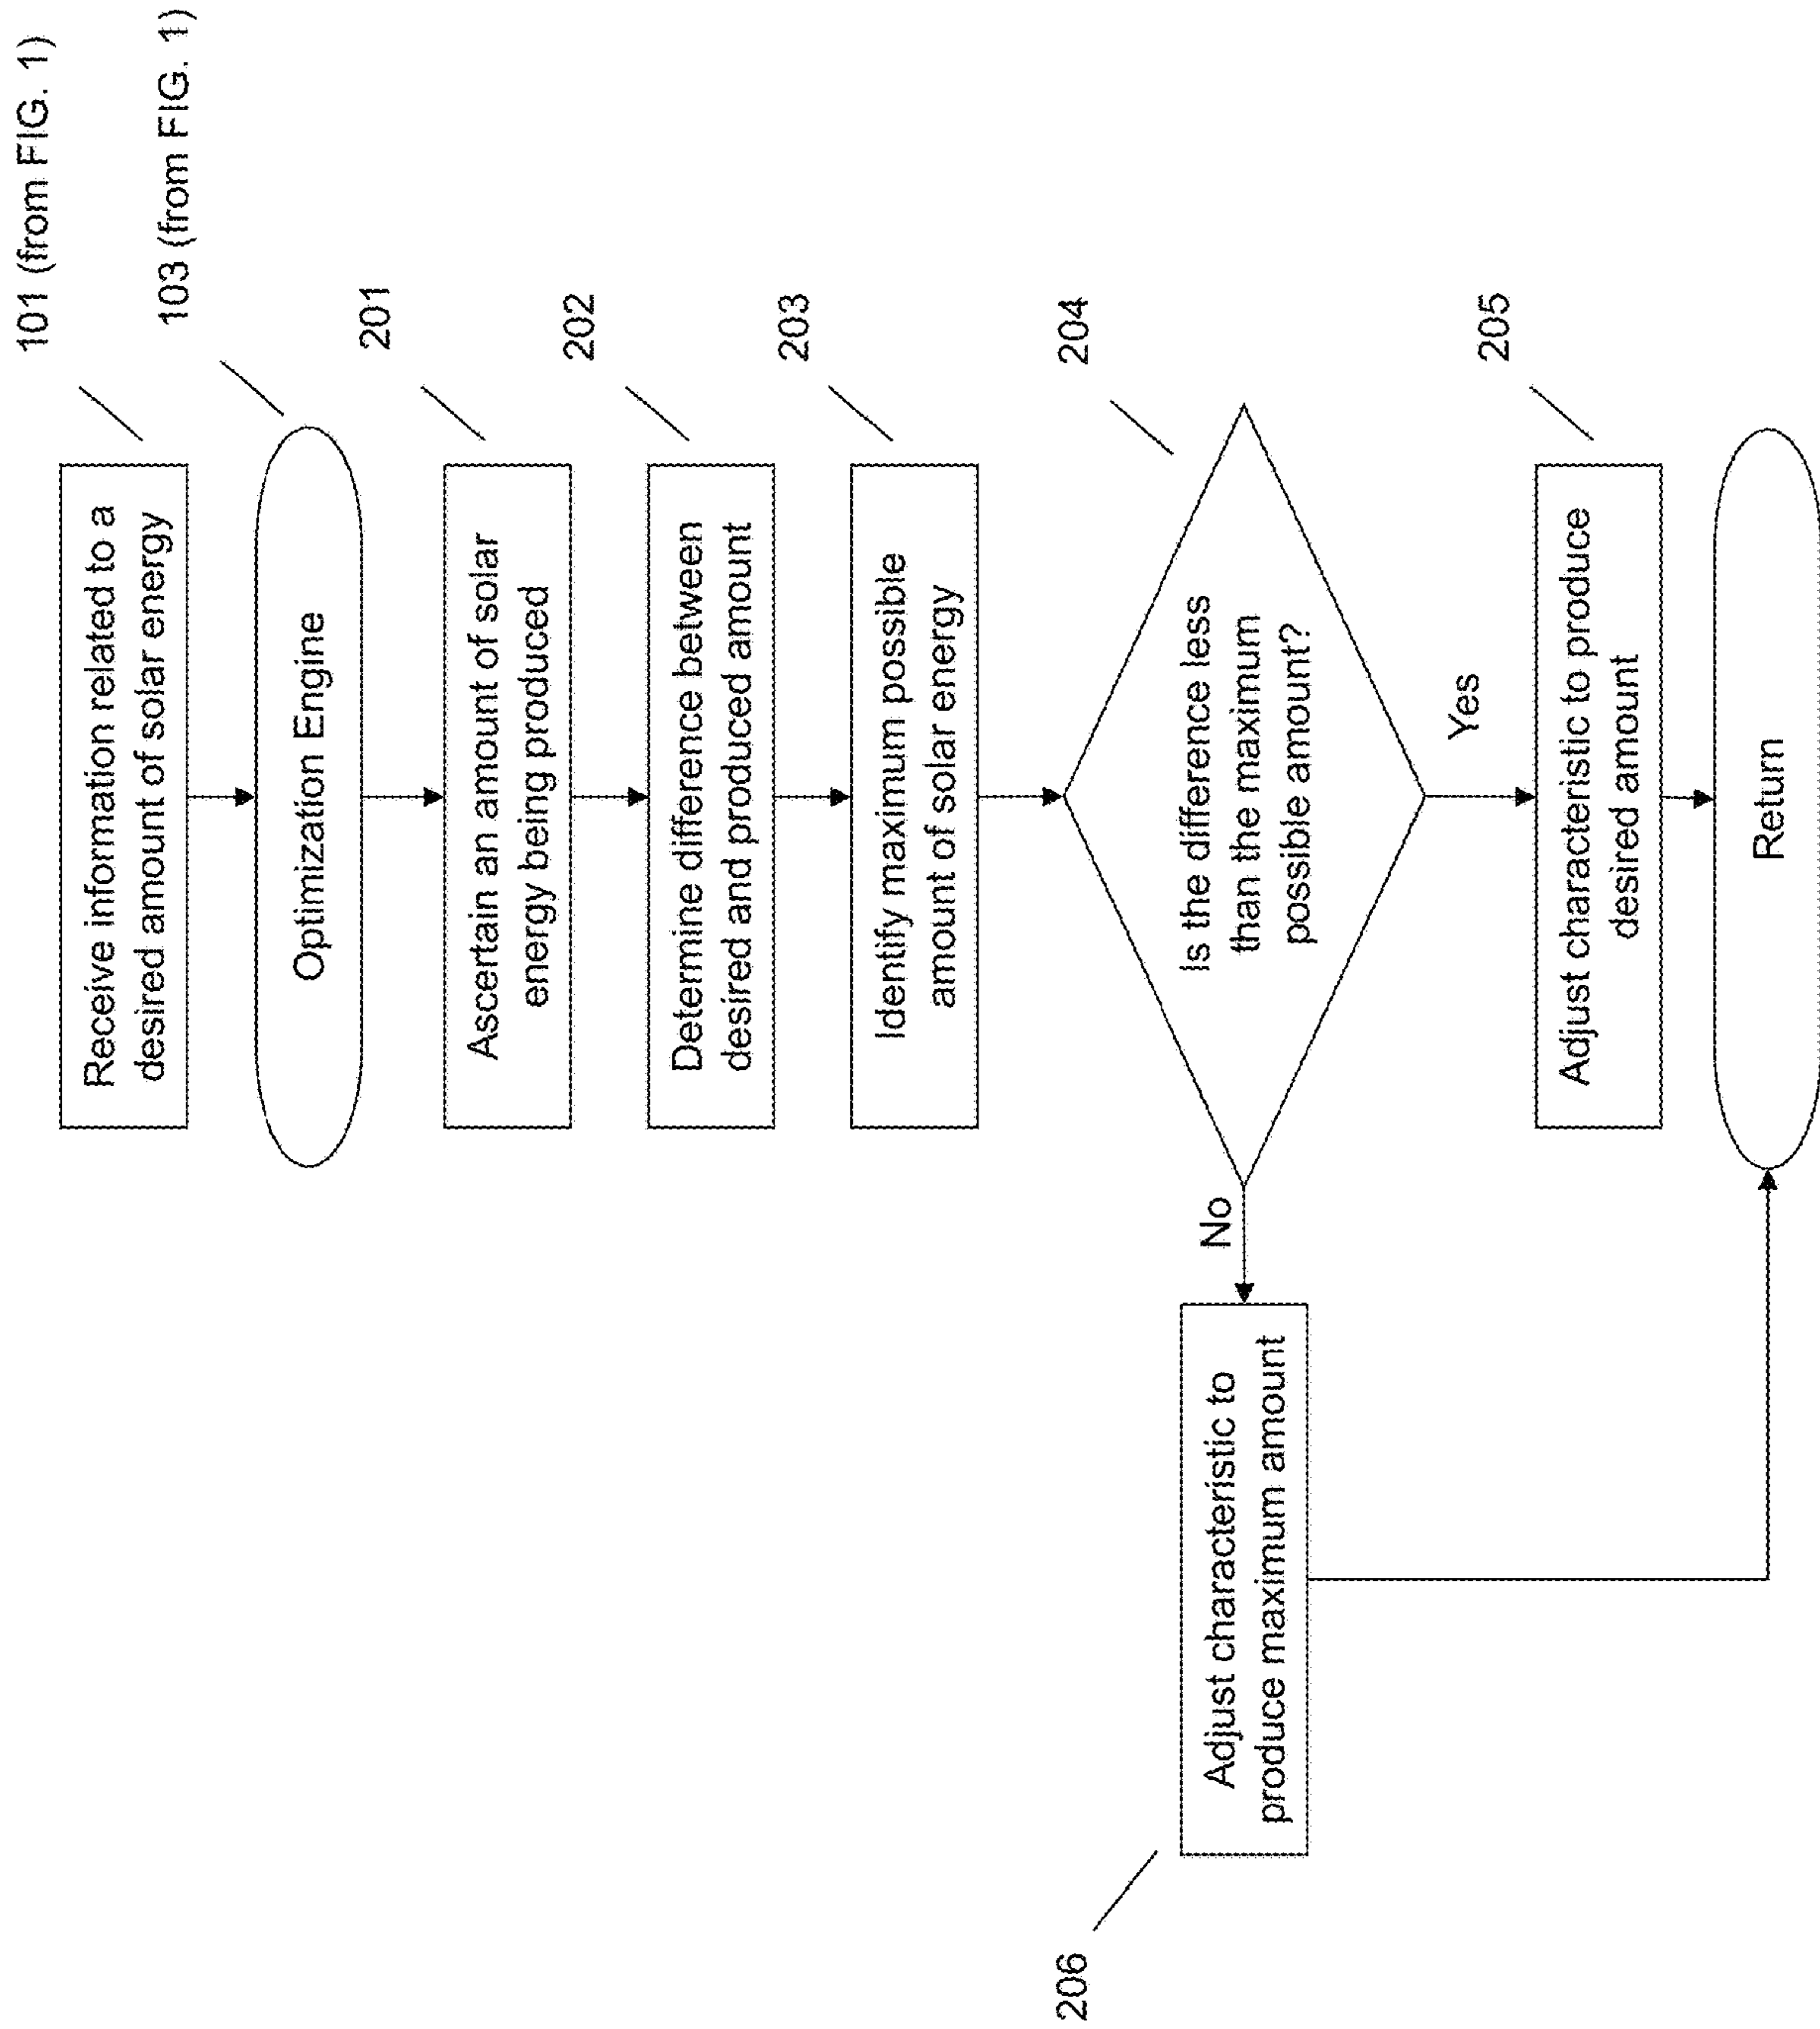 101 (from FIG. 1)
Receive information related to a
desired amount of solar energy
103 (from FIG. 1)
Optimization Engine
201
Ascertain an amount of solar
energy being produced
202
Determine difference between
desired and produced amount
203
Identify maximum possible
amount of solar energy
204
Is the difference less
than the maximum
possible amount?
No
Yes
206
Adjust characteristic to
produce maximum amount
205
Adjust characteristic to produce
desired amount
Return